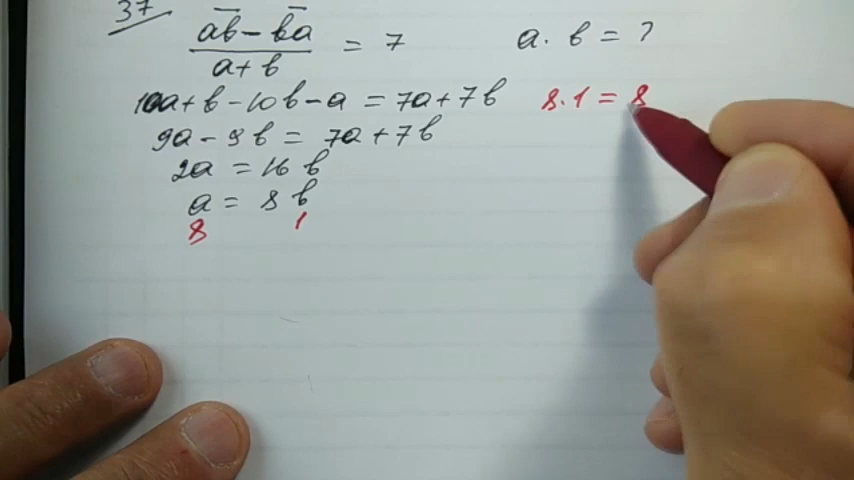 37
(ab̅ - b̅a̅)/(a+b) = 7 a · b = ?
10a+b-10b-a = 7a+7b 8·1=8
9a-9b = 7a+7b
2a = 16b
a = 8b
8 1